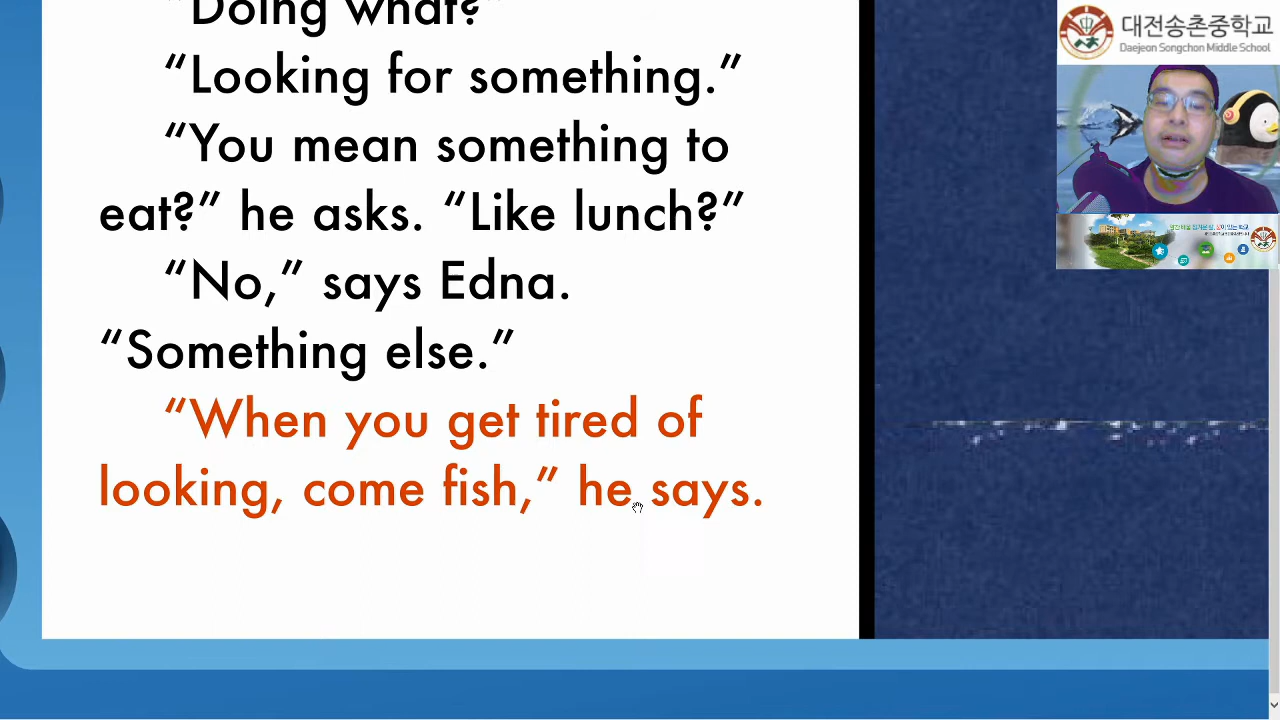 “Doing what?”
“Looking for something.”
“You mean something to
eat?” he asks. “Like lunch?”
“No,” says Edna.
“Something else.”
“When you get tired of
looking, come fish,” he says.
대전송촌중학교
Daejeon Songchon Middle School